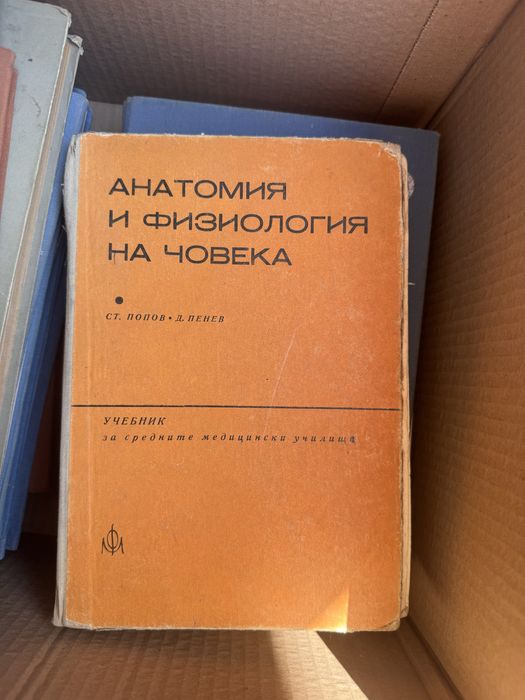 АНАТОМИЯ
И ФИЗИОЛОГИЯ
НА ЧОВЕКА
СТ. ПОПОВ • Д. ПЕНЕВ
УЧЕБНИК
за средните медицински училища